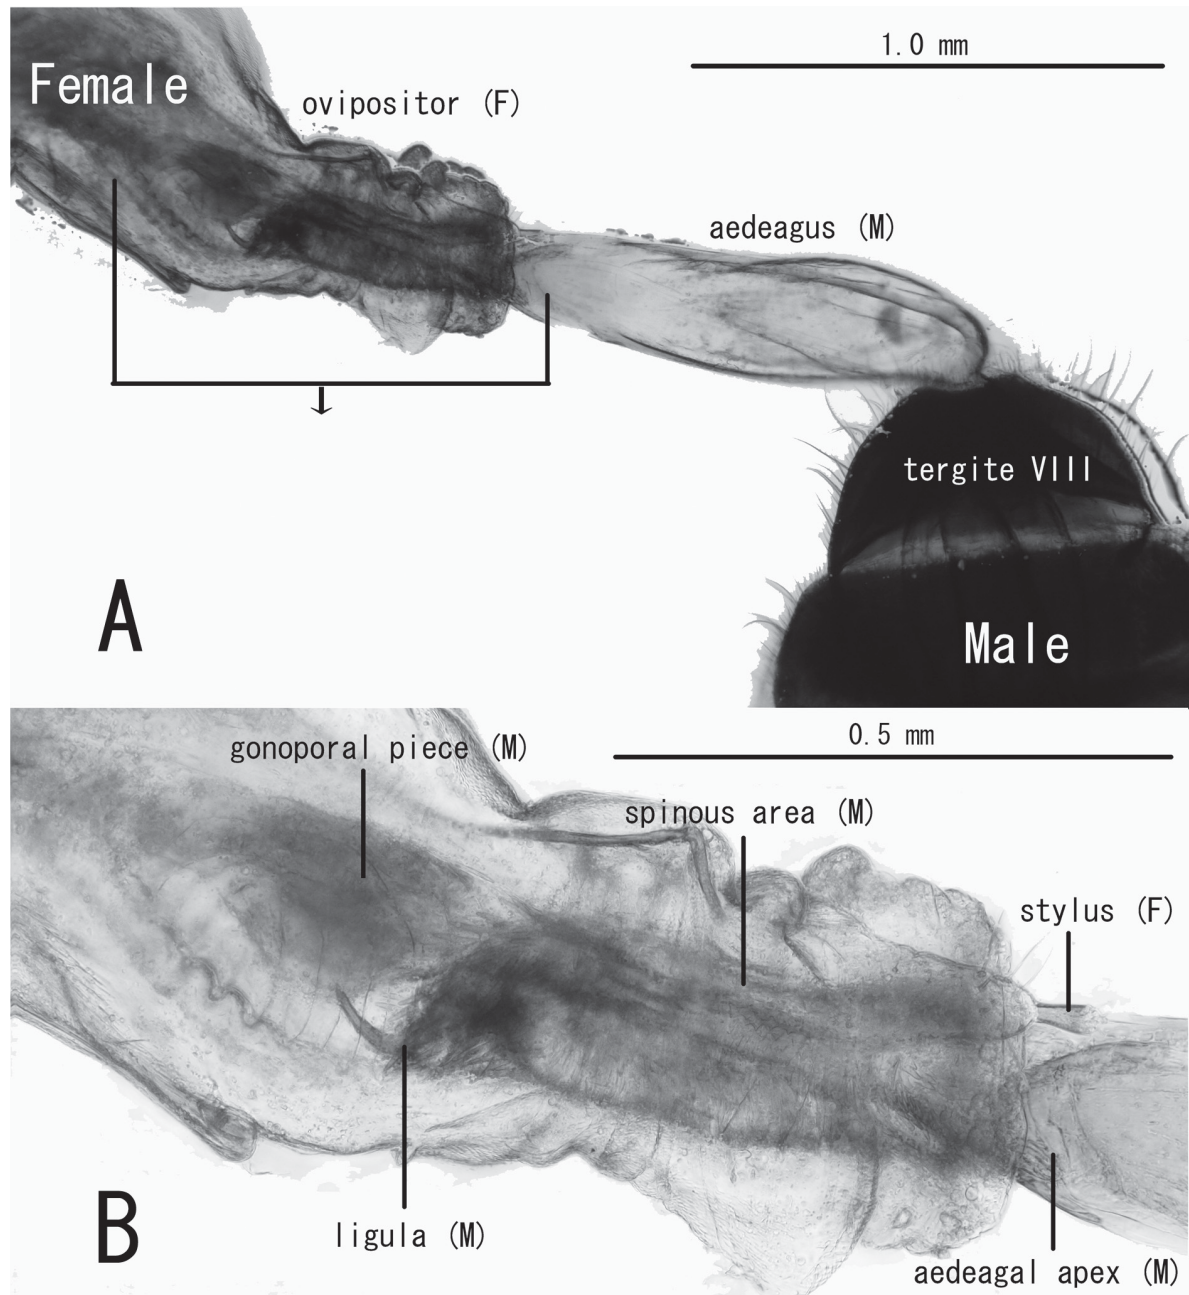 1.0 mm
Female
ovipositor (F)
aedeagus (M)
tergite VIII
A
Male
gonoporal piece (M)
0.5 mm
spinous area (M)
stylus (F)
B
ligula (M)
aedeagal apex (M)